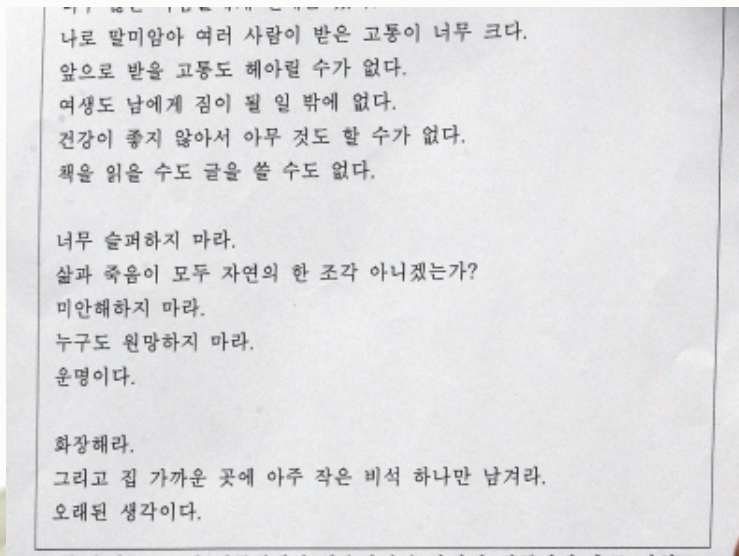 나로 말미암아 여러 사람이 받은 고통이 너무 크다.
앞으로 받을 고통도 헤아릴 수가 없다.
여생도 남에게 짐이 될 일 밖에 없다.
건강이 좋지 않아서 아무 것도 할 수가 없다.
책을 읽을 수도 글을 쓸 수도 없다.
너무 슬퍼하지 마라.
삶과 죽음이 모두 자연의 한 조각 아니겠는가?
미안해하지 마라.
누구도 원망하지 마라.
운명이다.
화장해라.
그리고 집 가까운 곳에 아주 작은 비석 하나만 남겨라.
오래된 생각이다.